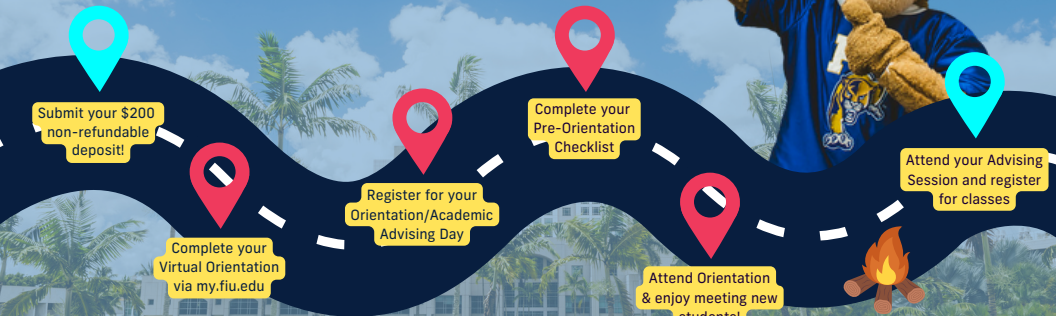 Submit your $200
non-refundable
deposit!
Complete your
Virtual Orientation
via my.fiu.edu
Register for your
Orientation/Academic
Advising Day
Complete your
Pre-Orientation
Checklist
Attend Orientation
& enjoy meeting new
students!
Attend your Advising
Session and register
for classes